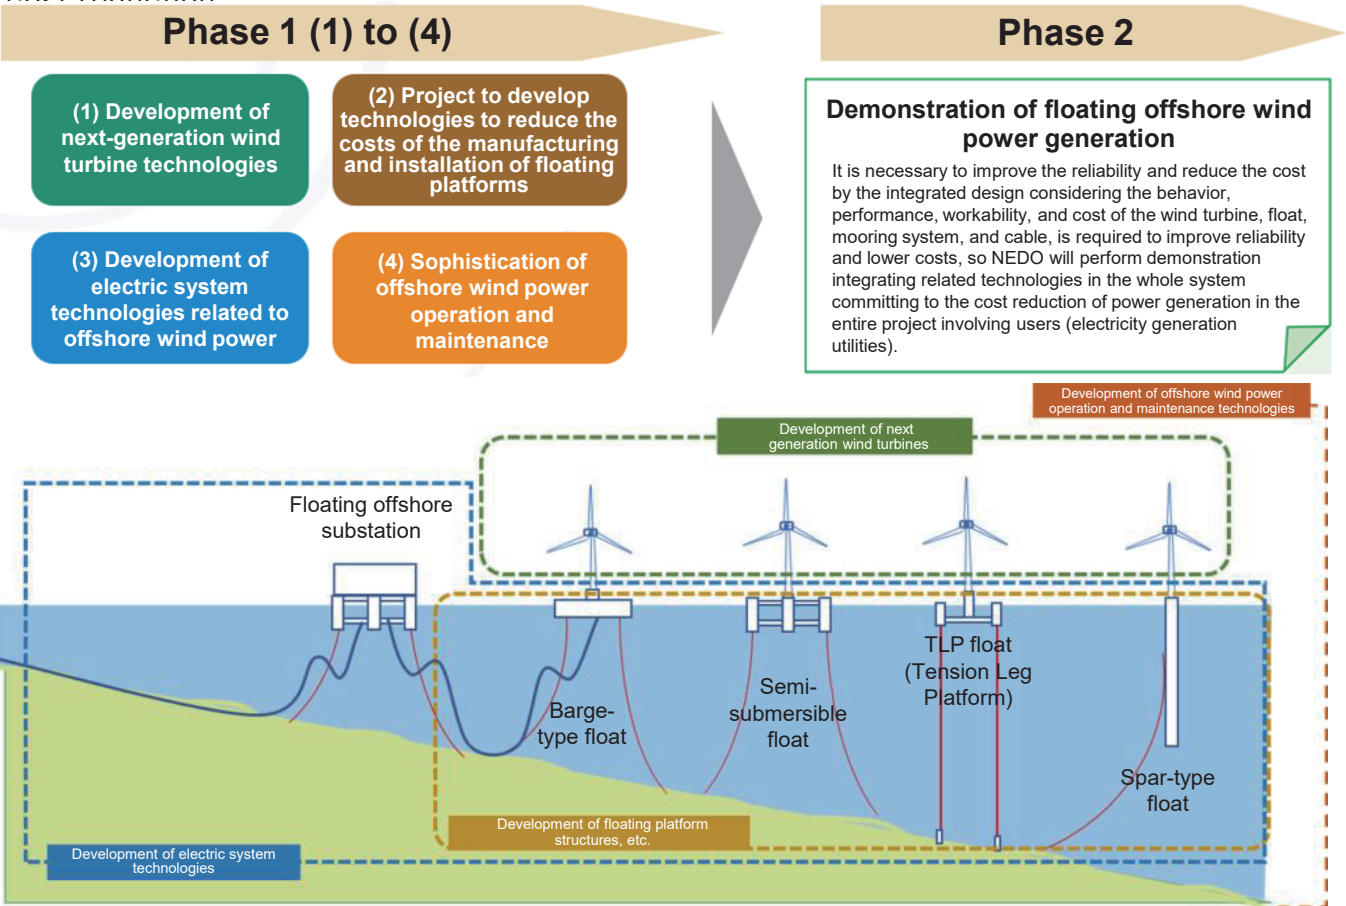 Phase 1 (1) to (4)
Phase 2
(1) Development of
next-generation wind
turbine technologies
(2) Project to develop
technologies to reduce the
costs of the manufacturing
and installation of floating
platforms
(3) Development of
electric system
technologies related to
offshore wind power
(4) Sophistication of
offshore wind power
operation and
maintenance
Demonstration of floating offshore wind
power generation
It is necessary to improve the reliability and reduce the cost
by the integrated design considering the behavior,
performance, workability, and cost of the wind turbine, float,
mooring system, and cable, is required to improve reliability
and lower costs, so NEDO will perform demonstration
integrating related technologies in the whole system
committing to the cost reduction of power generation in the
entire project involving users (electricity generation
utilities).
Development of offshore wind power
operation and maintenance technologies
Development of next
generation wind turbines
Floating offshore
substation
Barge-
type float
Semi-
submersible
float
TLP float
(Tension Leg
Platform)
Spar-type
float
Development of floating platform
structures, etc.
Development of electric system
technologies